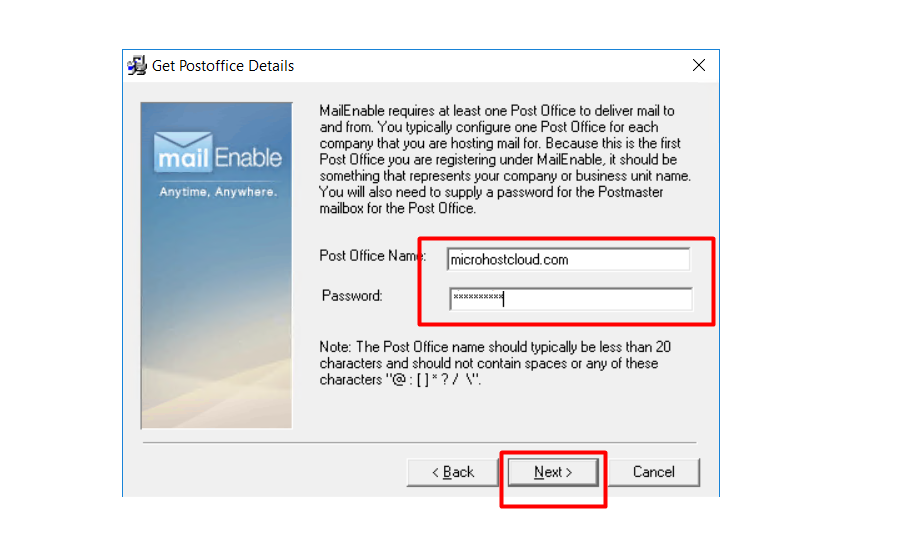 Get Postoffice Details
mail Enable
Anytime, Anywhere.
MailEnable requires at least one Post Office to deliver mail to
and from. You typically configure one Post Office for each
company that you are hosting mail for. Because this is the first
Post Office you are registering under MailEnable, it should be
something that represents your company or business unit name.
You will also need to supply a password for the Postmaster
mailbox for the Post Office.
Post Office Name: microhostcloud.com
Password: **********
Note: The Post Office name should typically be less than 20
characters and should not contain spaces or any of these
characters "@ : [ ] * ? / \".
< Back Next > Cancel